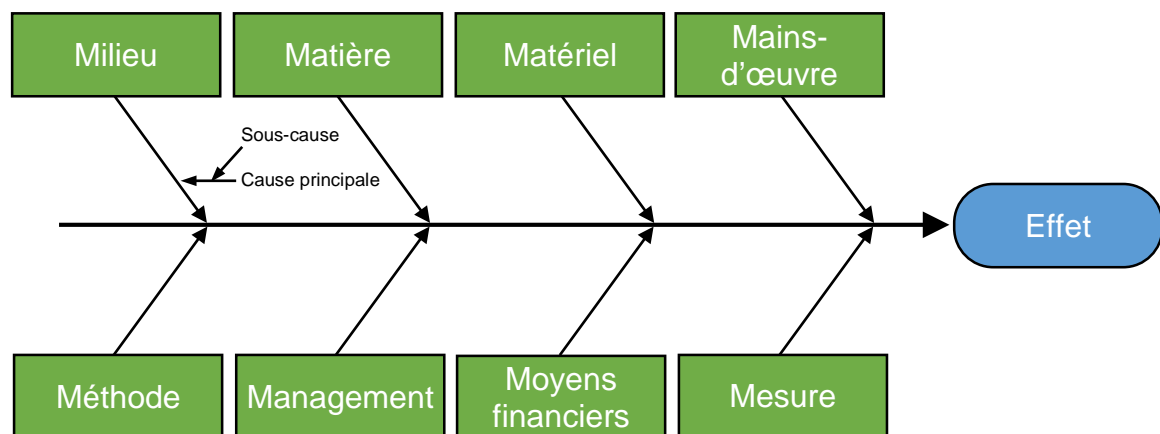 Milieu
Matière
Matériel
Mains-
d’œuvre
Sous-cause
Cause principale
Effet
Méthode
Management
Moyens
financiers
Mesure